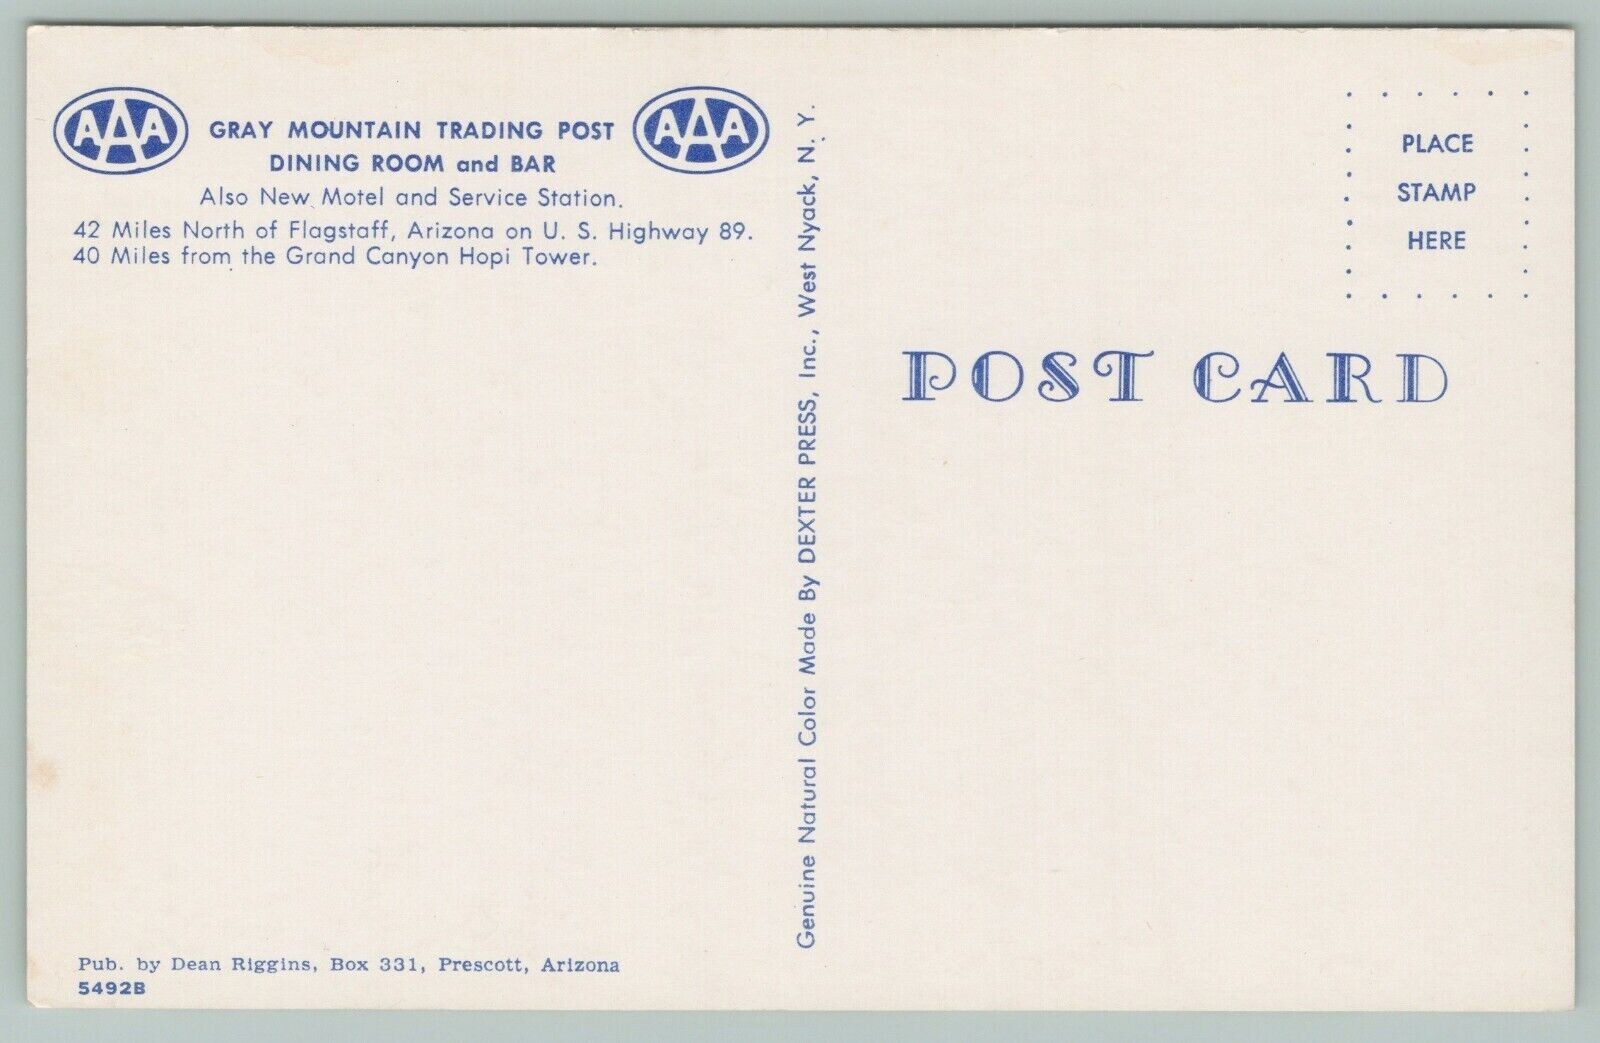 AAA
GRAY MOUNTAIN TRADING POST
AAA
DINING ROOM and BAR
Also New Motel and Service Station.
42 Miles North of Flagstaff, Arizona on U. S. Highway 89.
40 Miles from the Grand Canyon Hopi Tower.
Pub. by Dean Riggins, Box 331, Prescott, Arizona
5492B
Genuine Natural Color Made By DEXTER PRESS, Inc., West Nyack, N. Y.
PLACE
STAMP
HERE
POST CARD